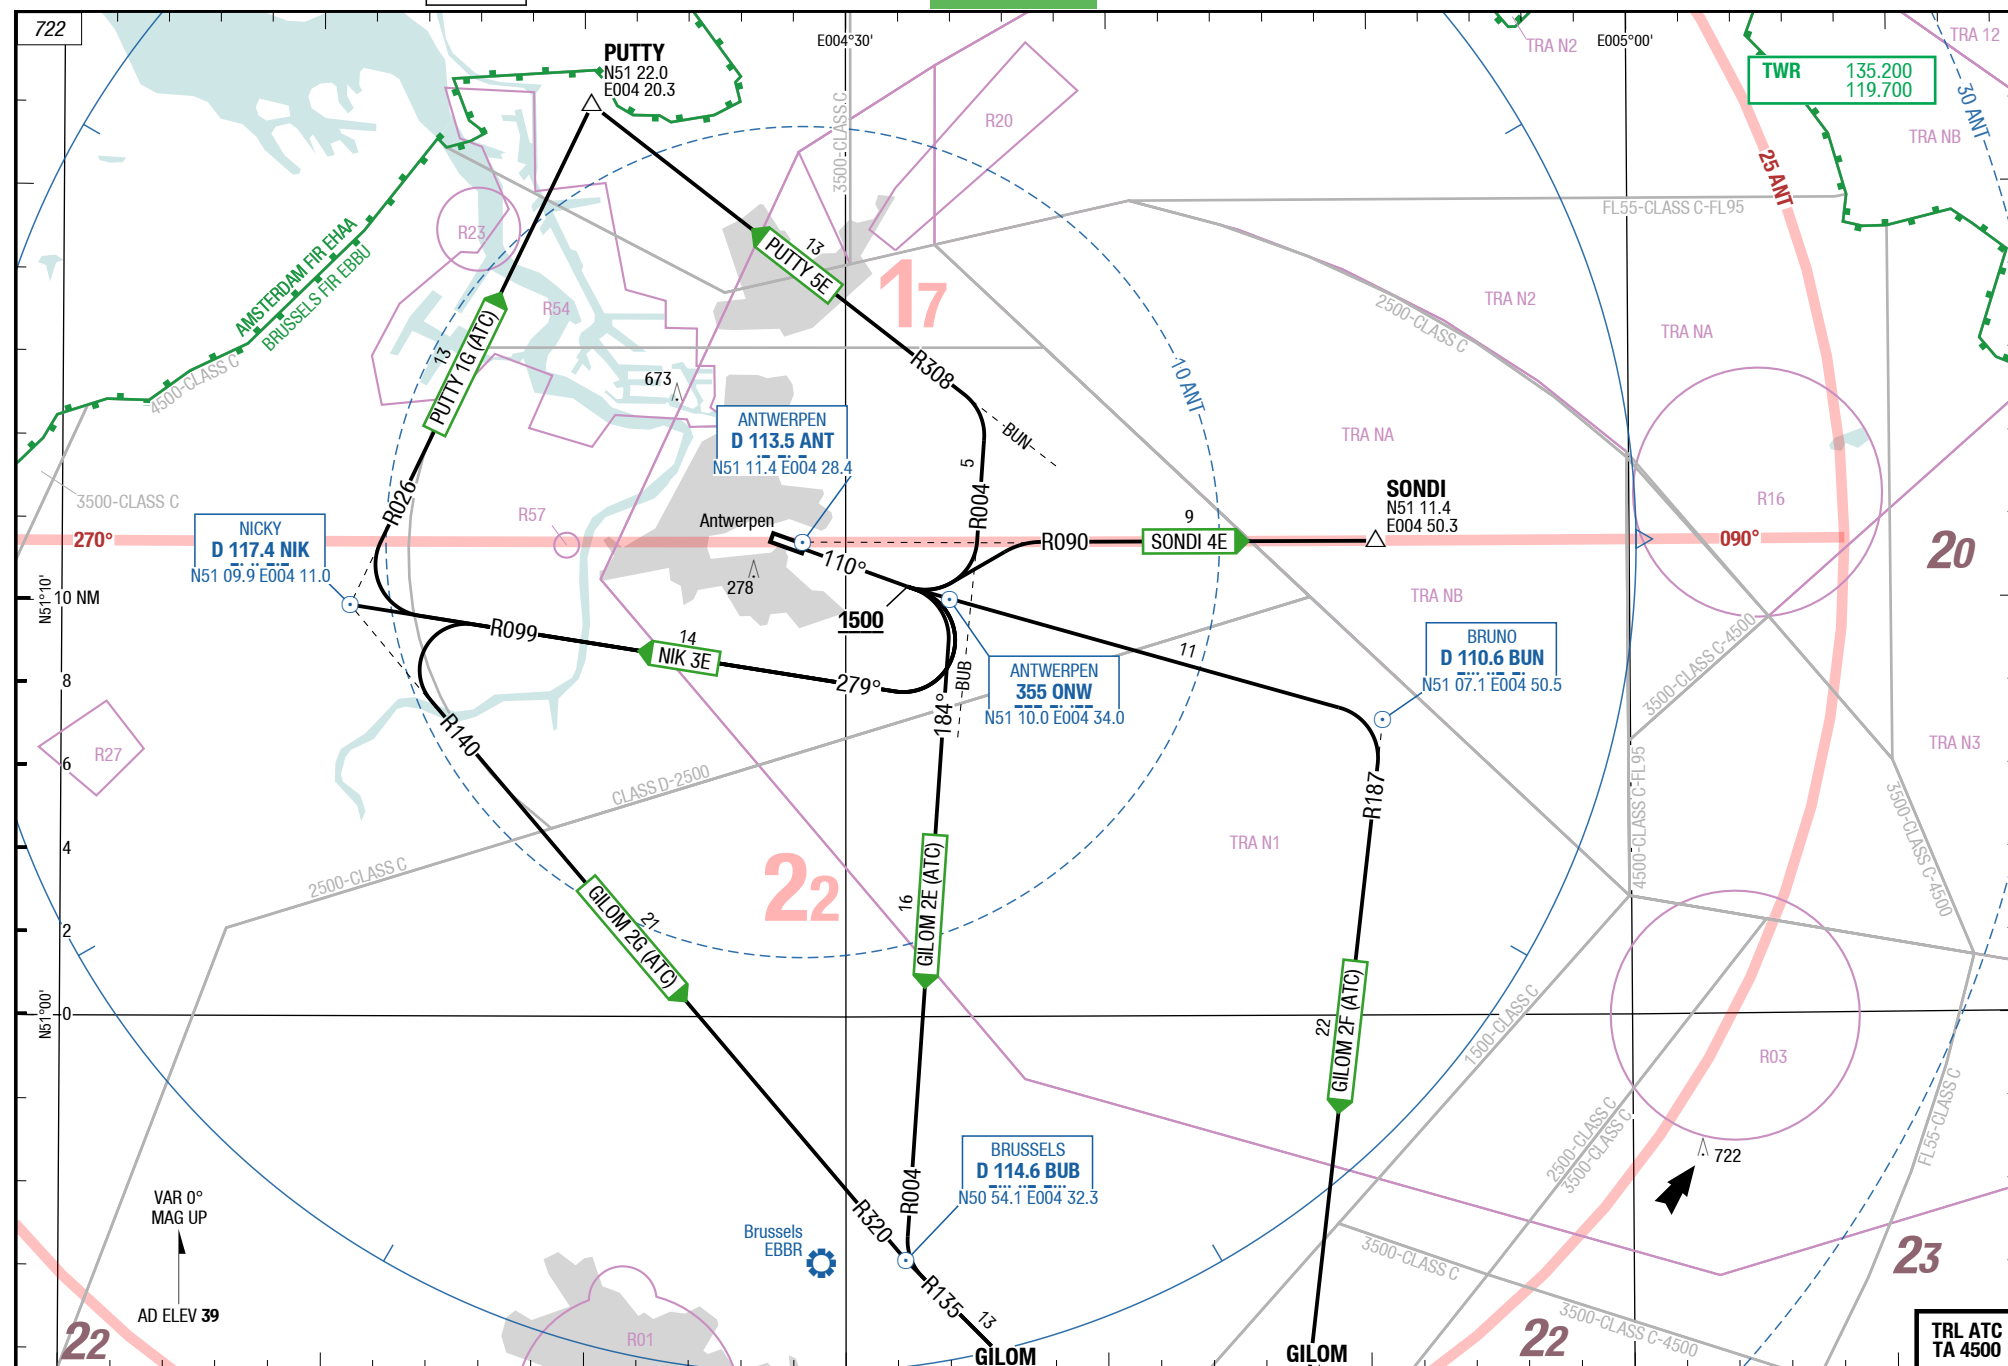 722
E004°30'
E005°00'
TRA N2
TRA 12
PUTTY
N51 22.0
E004 20.3
TWR 135.200
119.700
30 ANT
TRA NB
25 ANT
R20
3500-CLASS C
FL55-CLASS C-FL95
R23
AMSTERDAM FIR EHAA
BRUSSELS FIR EBBU
13
PUTTY 5E
17
R54
TRA N2
2500-CLASS C
TRA NA
13
PUTTY 1G (ATC)
4500-CLASS C
673
R308
10 ANT
ANTWERPEN
D 113.5 ANT
N51 11.4 E004 28.4
BUN
TRA NA
5
R004
3500-CLASS C
R026
R57
Antwerpen
SONDI
N51 11.4
E004 50.3
R16
270°
NICKY
D 117.4 NIK
N51 09.9 E004 11.0
110°
R090
9
SONDI 4E
090°
20
278
N51°10'
10 NM
1500
TRA NB
R099
14
NIK 3E
279°
BUB
184°
ANTWERPEN
355 ONW
N51 10.0 E004 34.0
11
BRUNO
D 110.6 BUN
N51 07.1 E004 50.5
3500-CLASS C-4500
8
R140
R27
6
CLASS D-2500
R187
4500-CLASS C-FL95
TRA N3
3500-CLASS C-4500
4
TRA N1
2500-CLASS C
22
21
GILOM 2G (ATC)
16
GILOM 2E (ATC)
2
22
GILOM 2F (ATC)
1500-CLASS C
N51°00'
0
R03
2500-CLASS C
3500-CLASS C
FL55-CLASS C
722
BRUSSELS
D 114.6 BUB
N50 54.1 E004 32.3
VAR 0°
MAG UP
R004
R320
Brussels
EBBR
3500-CLASS C
23
R135
13
AD ELEV 39
22
R01
GILOM
GILOM
22
3500-CLASS C-4500
TRL ATC
TA 4500